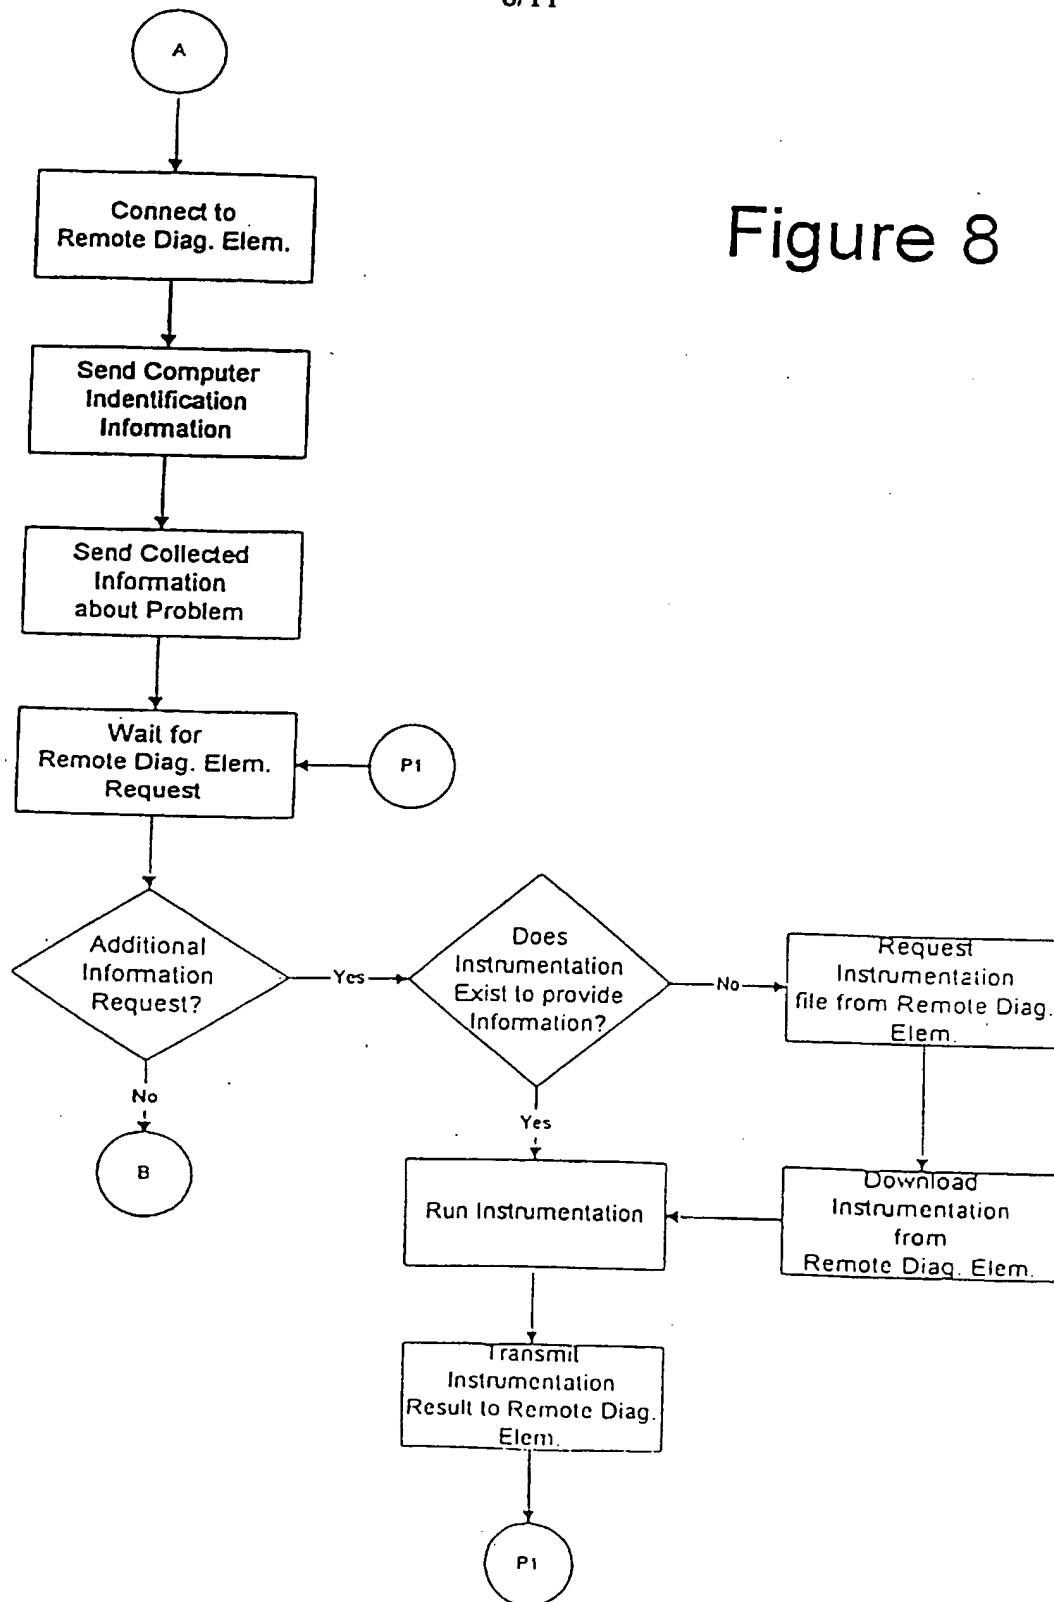 A
Connect to
Remote Diag. Elem.
Figure 8
Send Computer
Indentification
Information
Send Collected
Information
about Problem
Wait for
Remote Diag. Elem.
Request
P1
Additional
Information
Request?
Yes
Does
Instrumentation
Exist to provide
Information?
No
Request
Instrumentation
file from Remote Diag.
Elem.
No
B
Yes
Run Instrumentation
Download
Instrumentation
from
Remote Diag. Elem.
Transmit
Instrumentation
Result to Remote Diag.
Elem.
P1